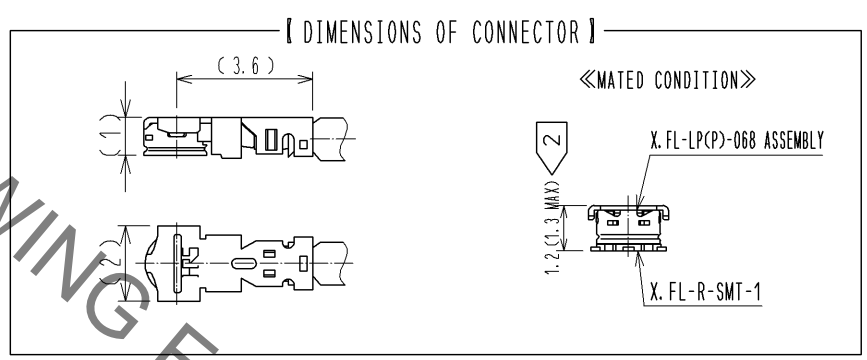 【 DIMENSIONS OF CONNECTOR 】
(3.6)
≪MATED CONDITION≫
(1)
2
X.FL-LP(P)-068 ASSEMBLY
1.2(1.3 MAX)
(2)
X.FL-R-SMT-1
WING F